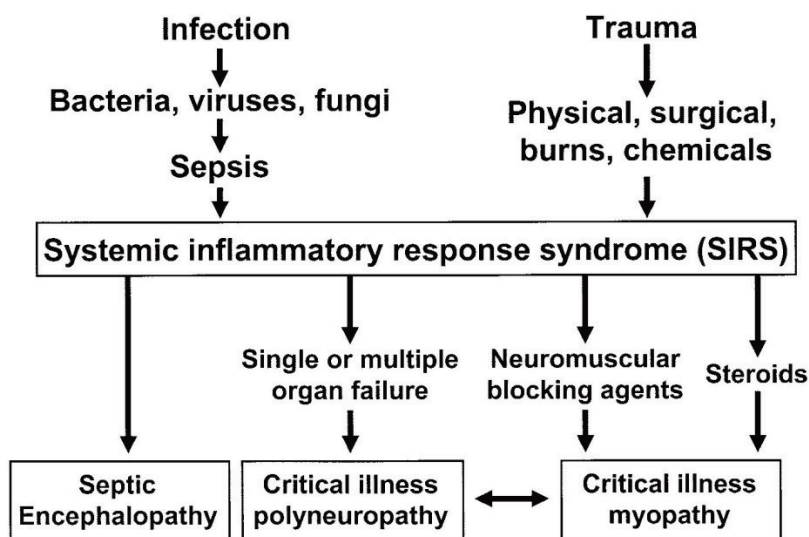 Infection
Trauma
Bacteria, viruses, fungi
Physical, surgical,
burns, chemicals
Sepsis
Systemic inflammatory response syndrome (SIRS)
Single or multiple
organ failure
Neuromuscular
blocking agents
Steroids
Septic
Encephalopathy
Critical illness
polyneuropathy
Critical illness
myopathy